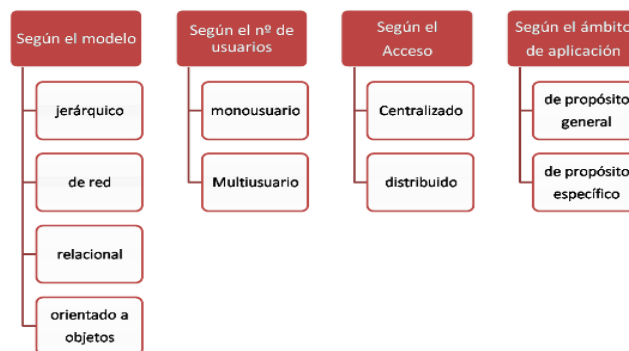 Según el modelo
jerárquico
de red
relacional
orientado a
objetos
Según el nº de
usuarios
monousuario
Multiusuario
Según el
Acceso
Centralizado
distribuido
Según el ámbito
de aplicación
de propósito
general
de propósito
específico